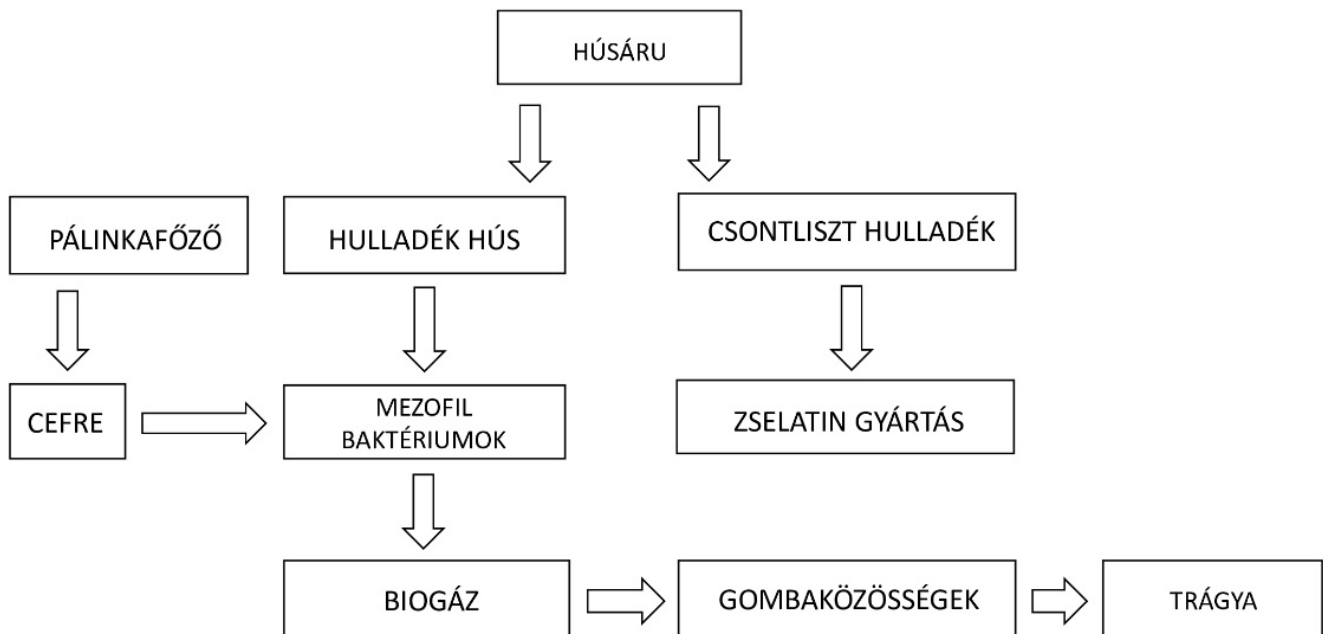 HÚSÁRU
PÁLINKAFŐZŐ
HULLADÉK HÚS
CSONTLISZT HULLADÉK
CEFRE
MEZOFIL
BAKTÉRIUMOK
ZSELATIN GYÁRTÁS
BIOGÁZ
GOMBAKÖZÖSSÉGEK
TRÁGYA